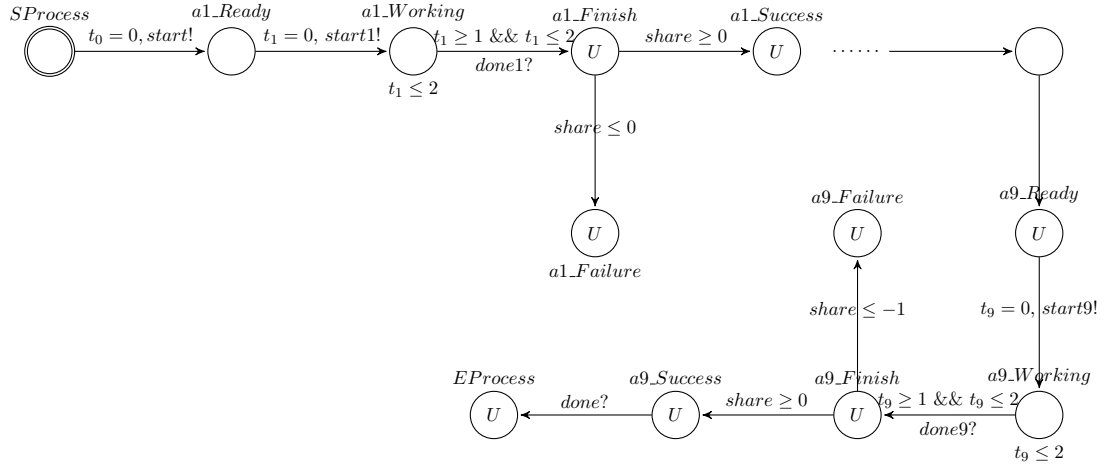 SProcess
a1_Ready
a1_Working
a1_Finish
a1_Success
t0 = 0, start!
t1 = 0, start1!
t1 ≥ 1 && t1 ≤ 2
share ≥ 0
U
U
......
done1?
t1 ≤ 2
share ≤ 0
a9_Failure
a9_Ready
U
U
U
a1_Failure
share ≤ −1
t9 = 0, start9!
EProcess
a9_Success
a9_Finish
a9_Working
done?
share ≥ 0
t9 ≥ 1 && t9 ≤ 2
U
U
U
done9?
t9 ≤ 2